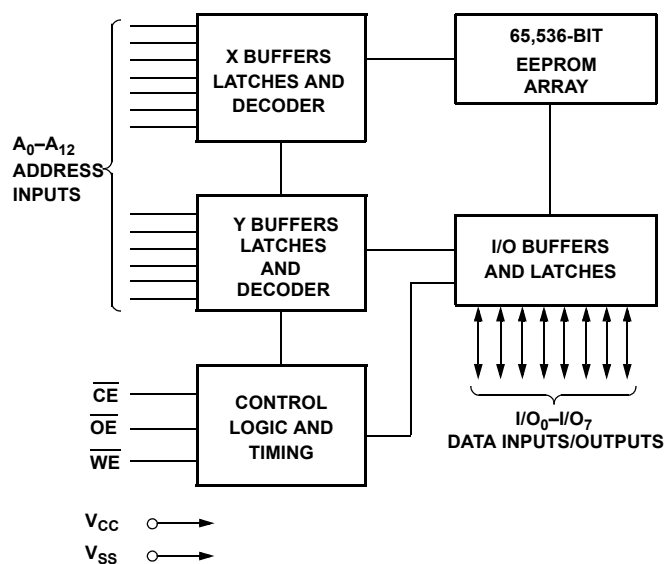 X BUFFERS
LATCHES AND
DECODER
65,536-BIT
EEPROM
ARRAY
A0–A12
ADDRESS
INPUTS
Y BUFFERS
LATCHES
AND
DECODER
I/O BUFFERS
AND LATCHES
CE
OE
WE
CONTROL
LOGIC AND
TIMING
I/O0–I/O7
DATA INPUTS/OUTPUTS
VCC
VSS